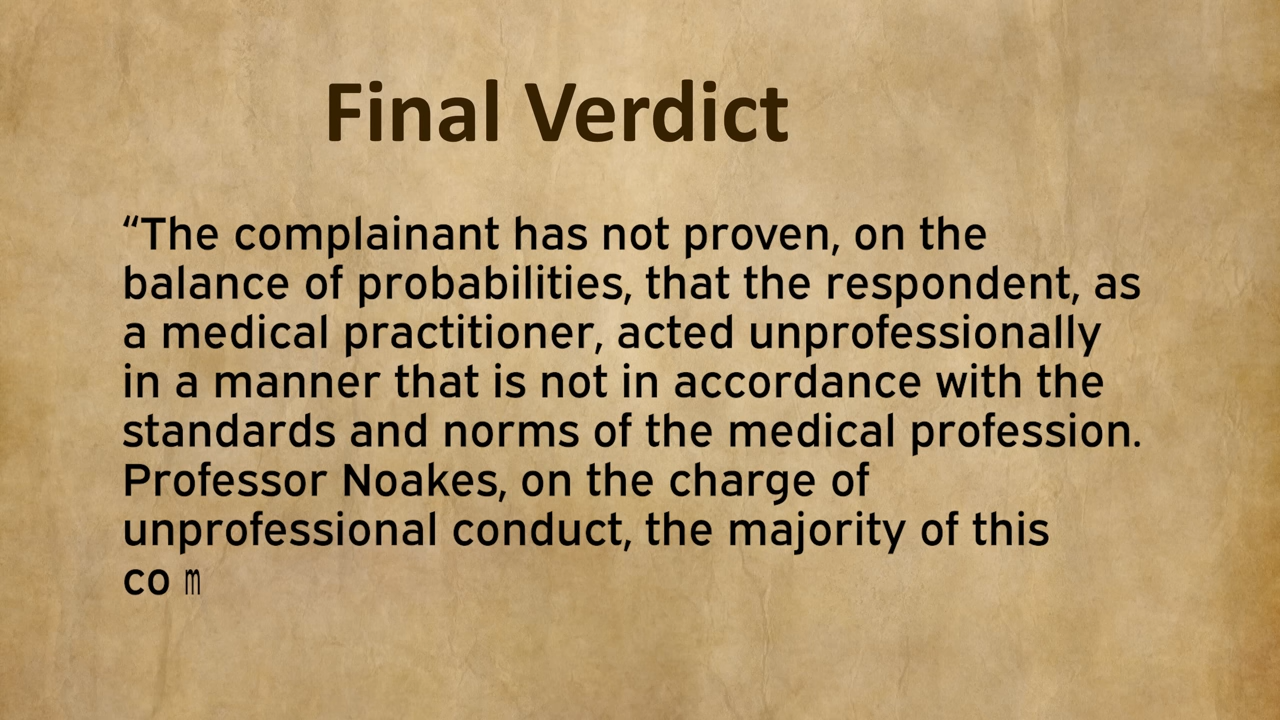 Final Verdict
“The complainant has not proven, on the
balance of probabilities, that the respondent, as
a medical practitioner, acted unprofessionally
in a manner that is not in accordance with the
standards and norms of the medical profession.
Professor Noakes, on the charge of
unprofessional conduct, the majority of this
co m